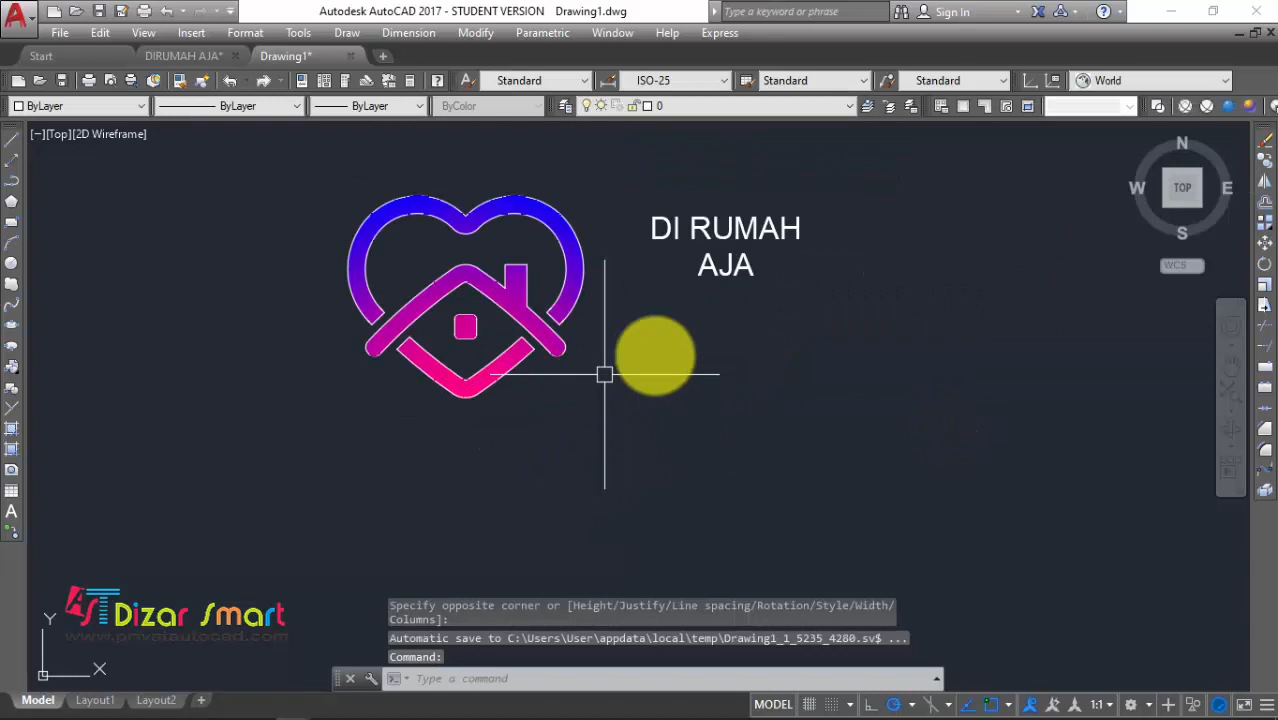 Autodesk AutoCAD 2017 - STUDENT VERSION Drawing1.dwg
Type a keyword or phrase
Sign In
File Edit View Insert Format Tools Draw Dimension Modify Parametric Window Help Express
Start DIRUMAH AJA* Drawing1*
Standard ISO-25 Standard Standard World
ByLayer ByLayer ByLayer ByColor 0
[−][Top][2D Wireframe]
N
W TOP E
S
WCS
DI RUMAH
AJA
AST Dizar Smart
www.privatautocad.com
Y
X
Specify opposite corner or [Height/Justify/Line spacing/Rotation/Style/Width/
Columns]:
Automatic save to C:\Users\User\appdata\local\temp\Drawing1_1_5235_4280.sv$ ...
Command:
Type a command
Model Layout1 Layout2 +
MODEL 1:1